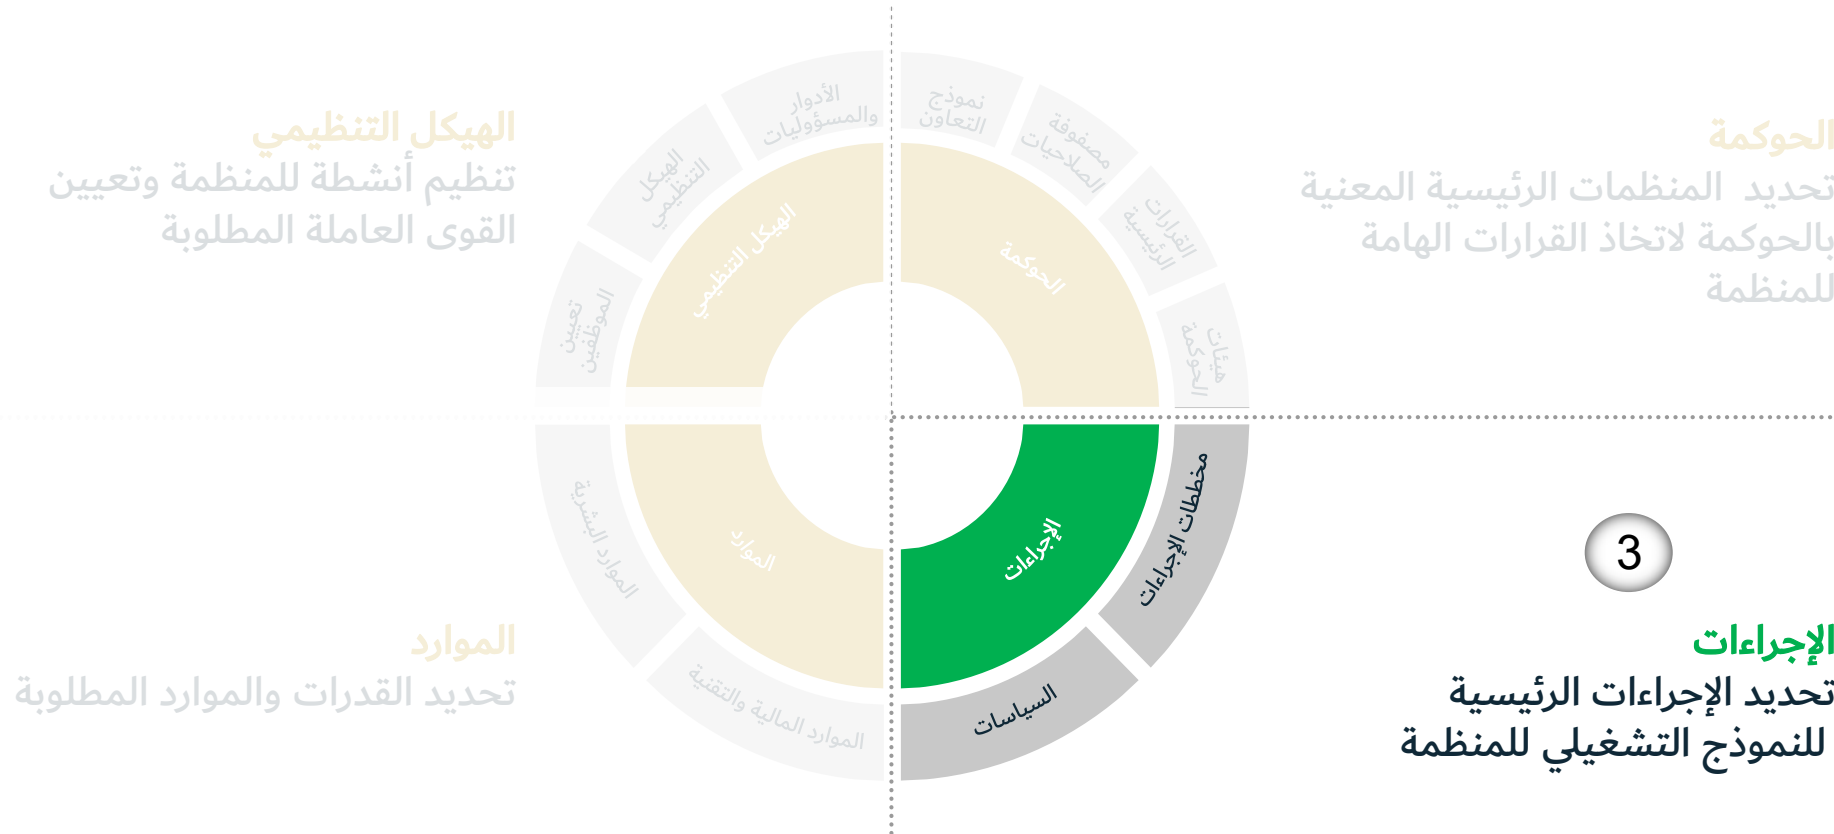 الحوكمة
تحديد المنظمات الرئيسية المعنية
بالحوكمة لاتخاذ القرارات الهامة
للمنظمة
الهيكل التنظيمي
تنظيم أنشطة للمنظمة وتعيين
القوى العاملة المطلوبة
نموذج
التعاون
مصفوفة
الصلاحيات
القرارات
الرئيسية
هيئات
الحوكمة
الحوكمة
الأدوار
والمسؤوليات
الهيكل
التنظيمي
تعيين
الموظفين
الهيكل التنظيمي
مخططات الإجراءات
السياسات
الإجراءات
3
الإجراءات
تحديد الإجراءات الرئيسية
للنموذج التشغيلي للمنظمة
الموارد البشرية
الموارد المالية والتقنية
الموارد
الموارد
تحديد القدرات والموارد المطلوبة